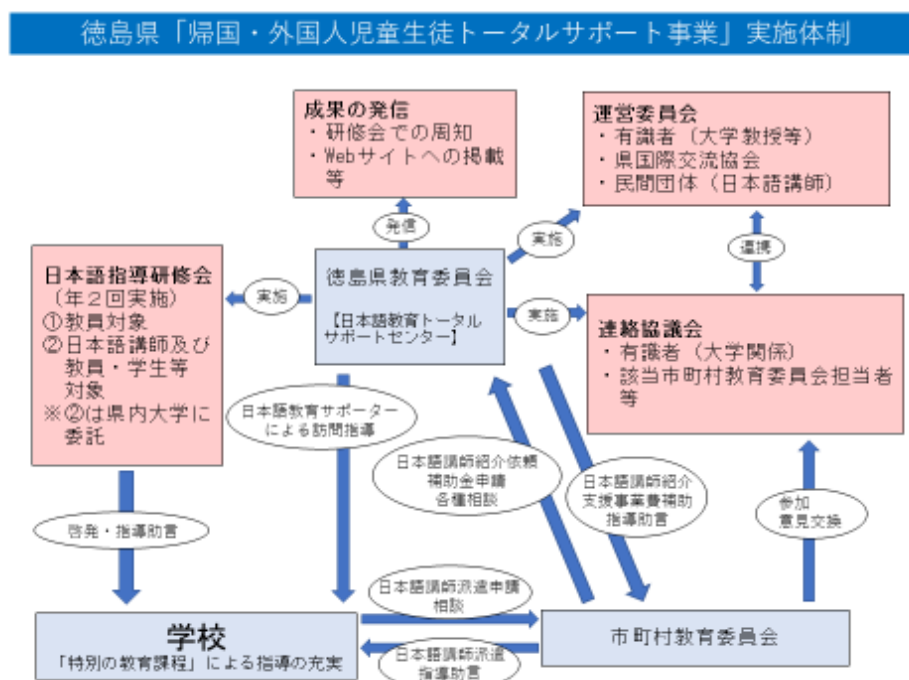 徳島県「帰国・外国人児童生徒トータルサポート事業」実施体制
成果の発信
・研修会での周知
・Webサイトへの掲載
等
運営委員会
・有識者（大学教授等）
・県国際交流協会
・民間団体（日本語講師）
発信
実施
連携
日本語指導研修会
（年２回実施）
①教員対象
②日本語講師及び
教員・学生等
対象
※②は県内大学に
委託
実施
徳島県教育委員会
【日本語教育トータル
サポートセンター】
実施
連絡協議会
・有識者（大学関係）
・該当市町村教育委員会担当者
等
日本語教育サポーター
による訪問指導
日本語講師紹介依頼
補助金申請
各種相談
日本語講師紹介
支援事業費補助
指導助言
参加
意見交換
啓発・指導助言
日本語講師派遣申請
相談
学校
「特別の教育課程」による指導の充実
日本語講師派遣
指導助言
市町村教育委員会